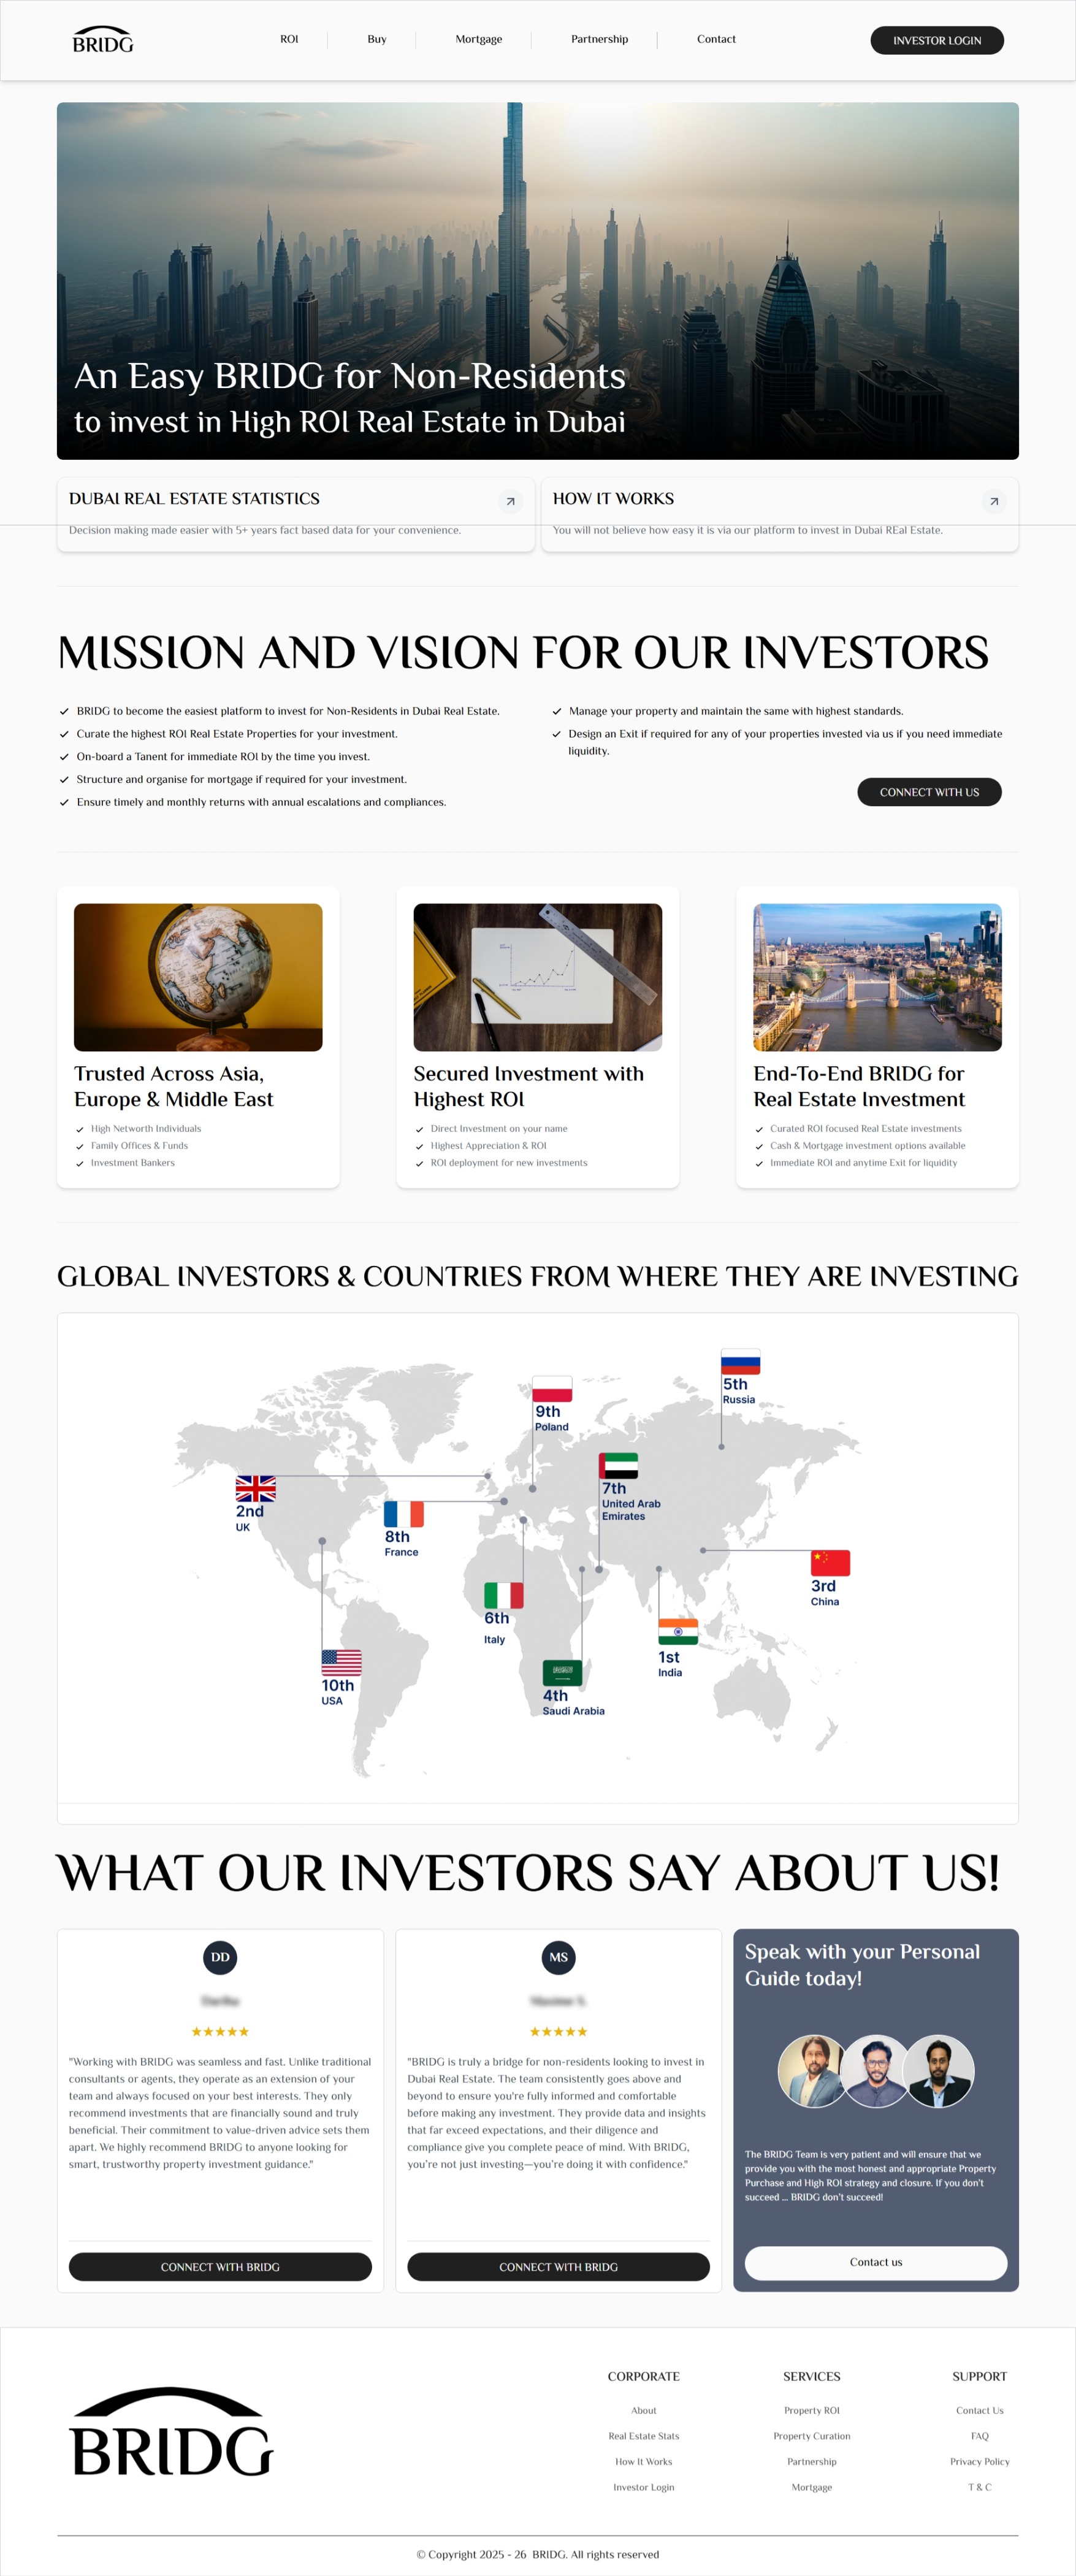 BRIDG
ROI
Buy
Mortgage
Partnership
Contact
INVESTOR LOGIN
An Easy BRIDG for Non-Residents
to invest in High ROI Real Estate in Dubai
DUBAI REAL ESTATE STATISTICS
Decision making made easier with 5+ years fact based data for your convenience.
HOW IT WORKS
You will not believe how easy it is via our platform to invest in Dubai REal Estate.
MISSION AND VISION FOR OUR INVESTORS
BRIDG to become the easiest platform to invest for Non-Residents in Dubai Real Estate.
Curate the highest ROI Real Estate Properties for your investment.
On-board a Tanent for immediate ROI by the time you invest.
Structure and organise for mortgage if required for your investment.
Ensure timely and monthly returns with annual escalations and compliances.
Manage your property and maintain the same with highest standards.
Design an Exit if required for any of your properties invested via us if you need immediate
liquidity.
CONNECT WITH US
Trusted Across Asia,
Europe & Middle East
High Networth Individuals
Family Offices & Funds
Investment Bankers
Secured Investment with
Highest ROI
Direct Investment on your name
Highest Appreciation & ROI
ROI deployment for new investments
End-To-End BRIDG for
Real Estate Investment
Curated ROI focused Real Estate investments
Cash & Mortgage investment options available
Immediate ROI and anytime Exit for liquidity
GLOBAL INVESTORS & COUNTRIES FROM WHERE THEY ARE INVESTING
5th
Russia
9th
Poland
7th
United Arab
Emirates
2nd
UK
8th
France
3rd
China
6th
Italy
1st
India
10th
USA
4th
Saudi Arabia
WHAT OUR INVESTORS SAY ABOUT US!
DD
"Working with BRIDG was seamless and fast. Unlike traditional
consultants or agents, they operate as an extension of your
team and always focused on your best interests. They only
recommend investments that are financially sound and truly
beneficial. Their commitment to value-driven advice sets them
apart. We highly recommend BRIDG to anyone looking for
smart, trustworthy property investment guidance."
CONNECT WITH BRIDG
MS
"BRIDG is truly a bridge for non-residents looking to invest in
Dubai Real Estate. The team consistently goes above and
beyond to ensure you're fully informed and comfortable
before making any investment. They provide data and insights
that far exceed expectations, and their diligence and
compliance give you complete peace of mind. With BRIDG,
you're not just investing—you're doing it with confidence."
CONNECT WITH BRIDG
Speak with your Personal
Guide today!
The BRIDG Team is very patient and will ensure that we
provide you with the most honest and appropriate Property
Purchase and High ROI strategy and closure. If you don't
succeed ... BRIDG don't succeed!
Contact us
BRIDG
CORPORATE
About
Real Estate Stats
How It Works
Investor Login
SERVICES
Property ROI
Property Curation
Partnership
Mortgage
SUPPORT
Contact Us
FAQ
Privacy Policy
T & C
© Copyright 2025 - 26 BRIDG. All rights reserved